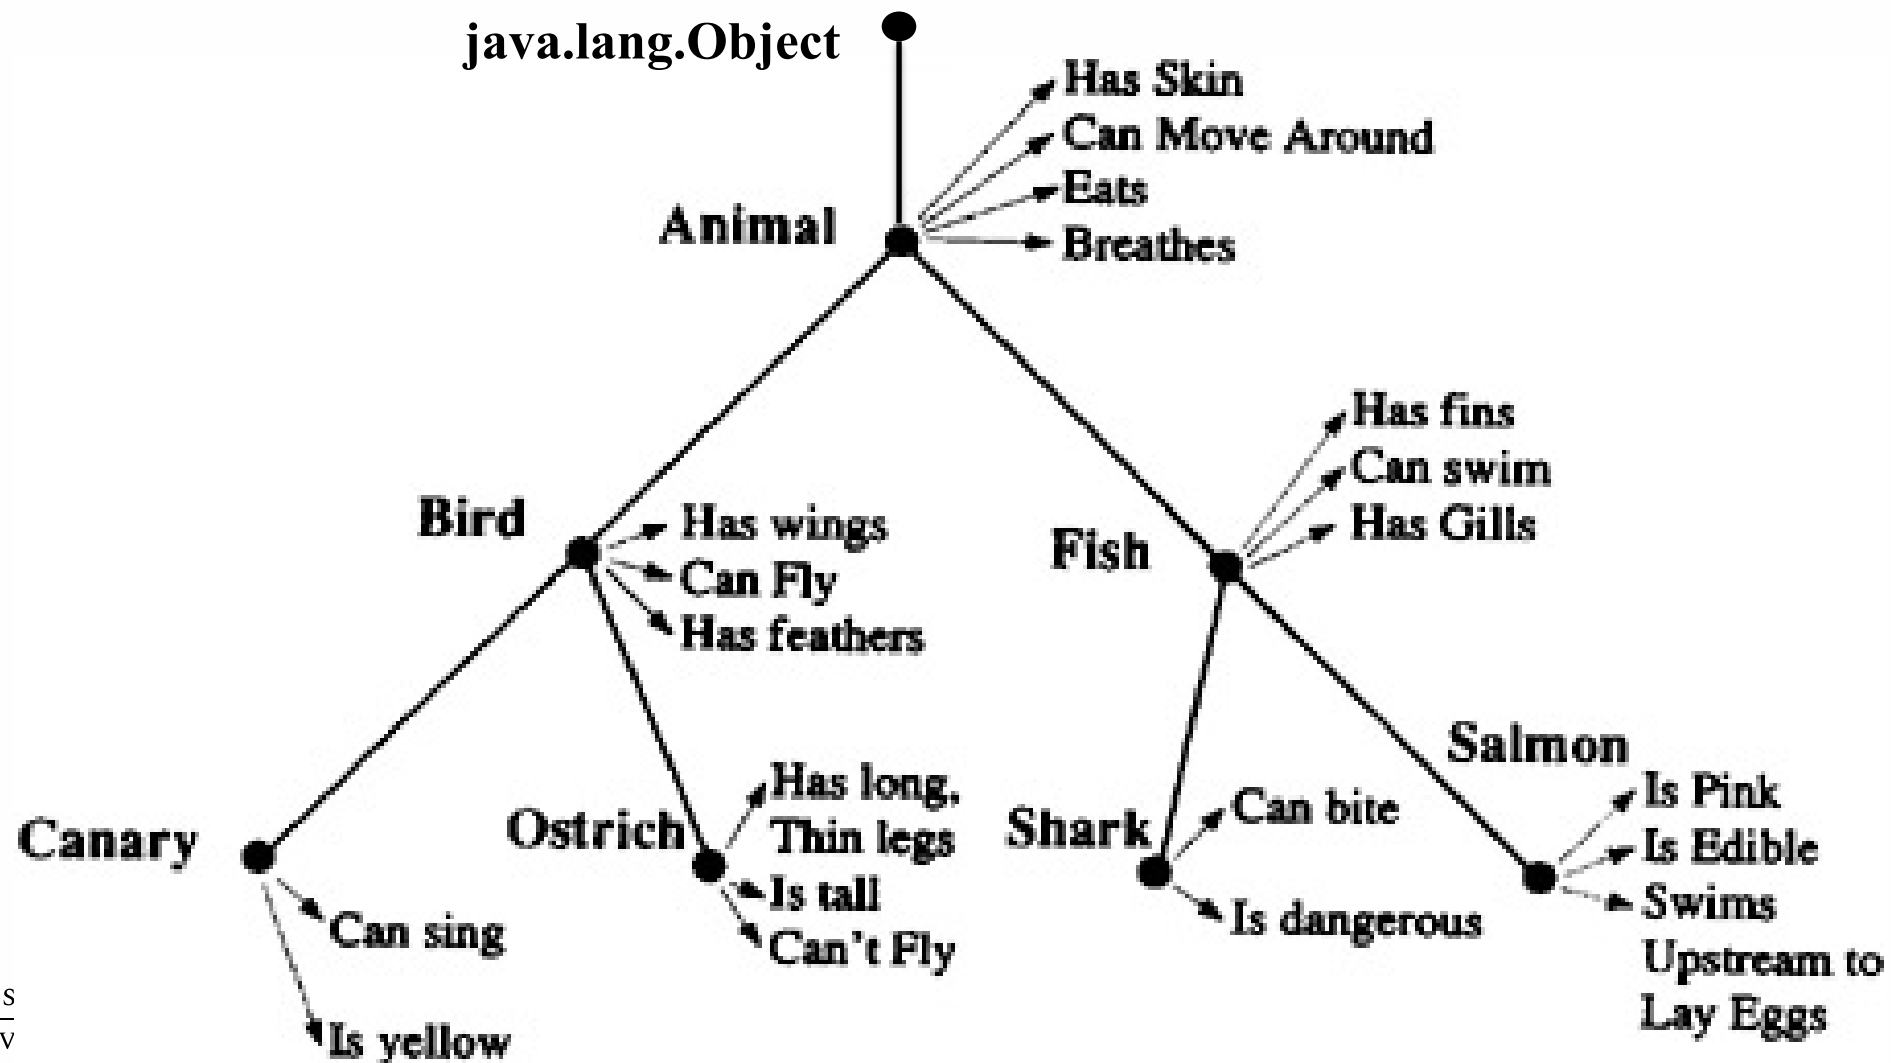 java.lang.Object
Has Skin
Can Move Around
Eats
Breathes
Animal
Bird
Has wings
Can Fly
Has feathers
Fish
Has fins
Can swim
Has Gills
Canary
Can sing
Is yellow
Ostrich
Has long,
Thin legs
Is tall
Can't Fly
Shark
Can bite
Is dangerous
Salmon
Is Pink
Is Edible
Swims
Upstream to
Lay Eggs
s
v